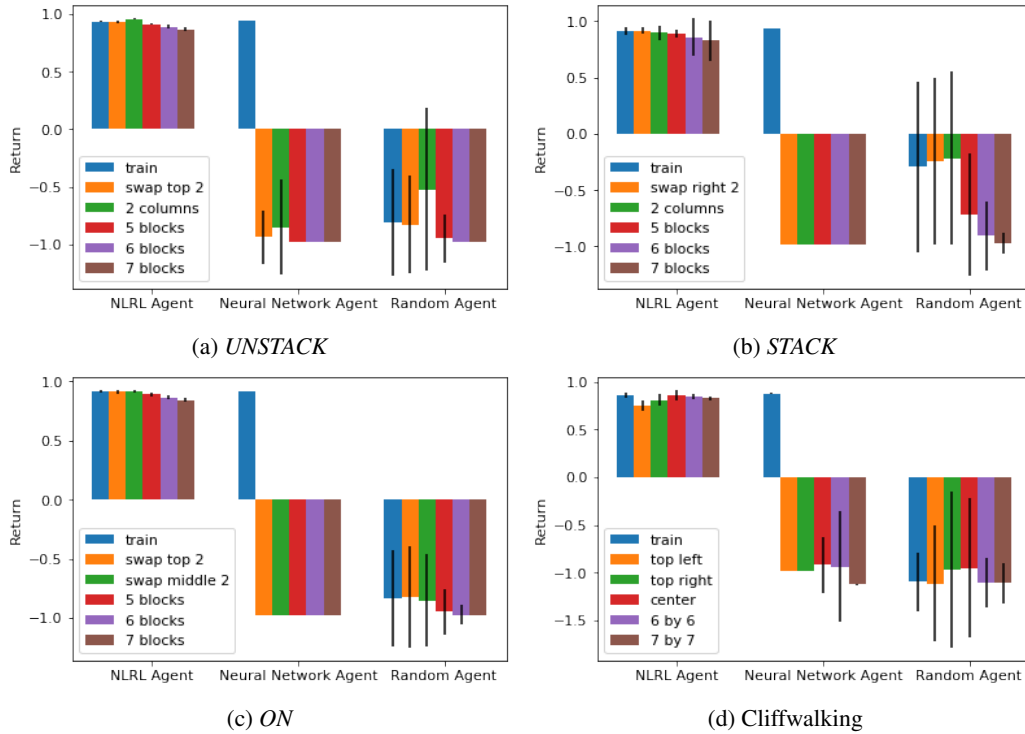 1.0
0.5
0.0
−0.5
−1.0
Return
train
swap top 2
2 columns
5 blocks
6 blocks
7 blocks
NLRL Agent
Neural Network Agent
Random Agent
(a) UNSTACK
1.0
0.5
0.0
−0.5
−1.0
Return
train
swap right 2
2 columns
5 blocks
6 blocks
7 blocks
NLRL Agent
Neural Network Agent
Random Agent
(b) STACK
1.0
0.5
0.0
−0.5
−1.0
Return
train
swap top 2
swap middle 2
5 blocks
6 blocks
7 blocks
NLRL Agent
Neural Network Agent
Random Agent
(c) ON
1.0
0.5
0.0
−0.5
−1.0
−1.5
Return
train
top left
top right
center
6 by 6
7 by 7
NLRL Agent
Neural Network Agent
Random Agent
(d) Cliffwalking